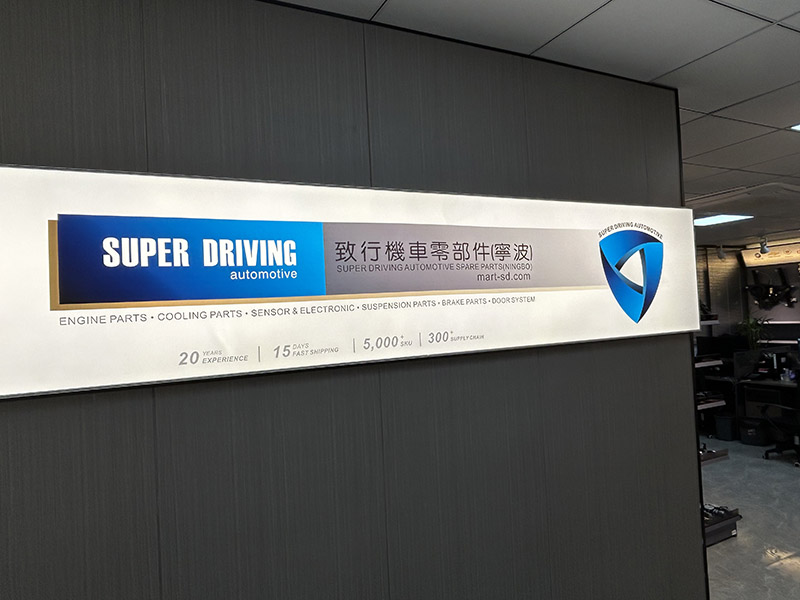 SUPER DRIVING
automotive
致行機車零部件(寧波)
SUPER DRIVING AUTOMOTIVE SPARE PARTS(NINGBO)
mart-sd.com
SUPER DRIVING AUTOMOTIVE
ENGINE PARTS • COOLING PARTS • SENSOR & ELECTRONIC • SUSPENSION PARTS • BRAKE PARTS • DOOR SYSTEM
20 YEARS EXPERIENCE | 15 DAYS FAST SHIPPING | 5,000+ SKU | 300+ SUPPLY CHAIN